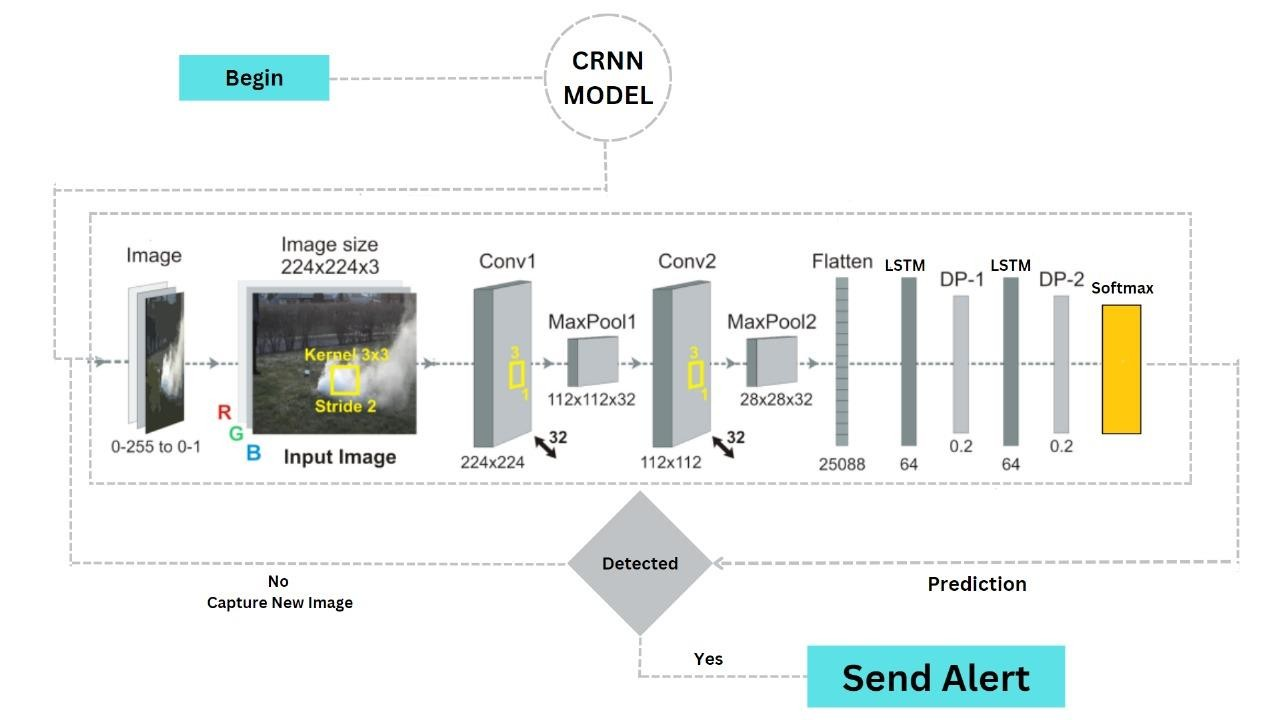 CRNN
MODEL
Begin
Image
0-255 to 0-1
Image size
224x224x3
Kernel 3x3
Stride 2
R
G
B
Input Image
Conv1
3
1
32
224x224
MaxPool1
112x112x32
Conv2
3
1
32
112x112
MaxPool2
28x28x32
Flatten
25088
LSTM
64
DP-1
0.2
LSTM
64
DP-2
0.2
Softmax
Detected
Prediction
No
Capture New Image
Yes
Send Alert